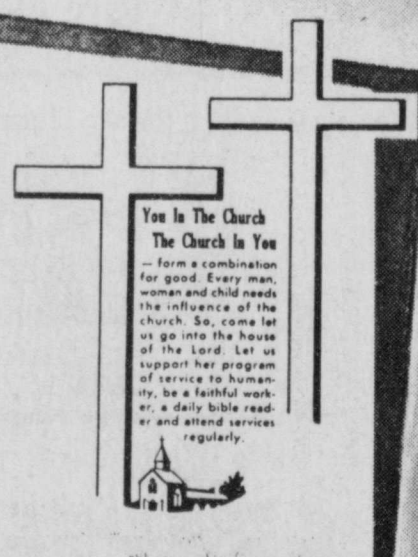 You In The Church
The Church In You
— form a combination
for good. Every man,
woman and child needs
the influence of the
church. So, come let
us go into the house
of the Lord. Let us
support her program
of service to human-
ity, be a faithful work-
er, a daily bible read-
er and attend services
regularly.